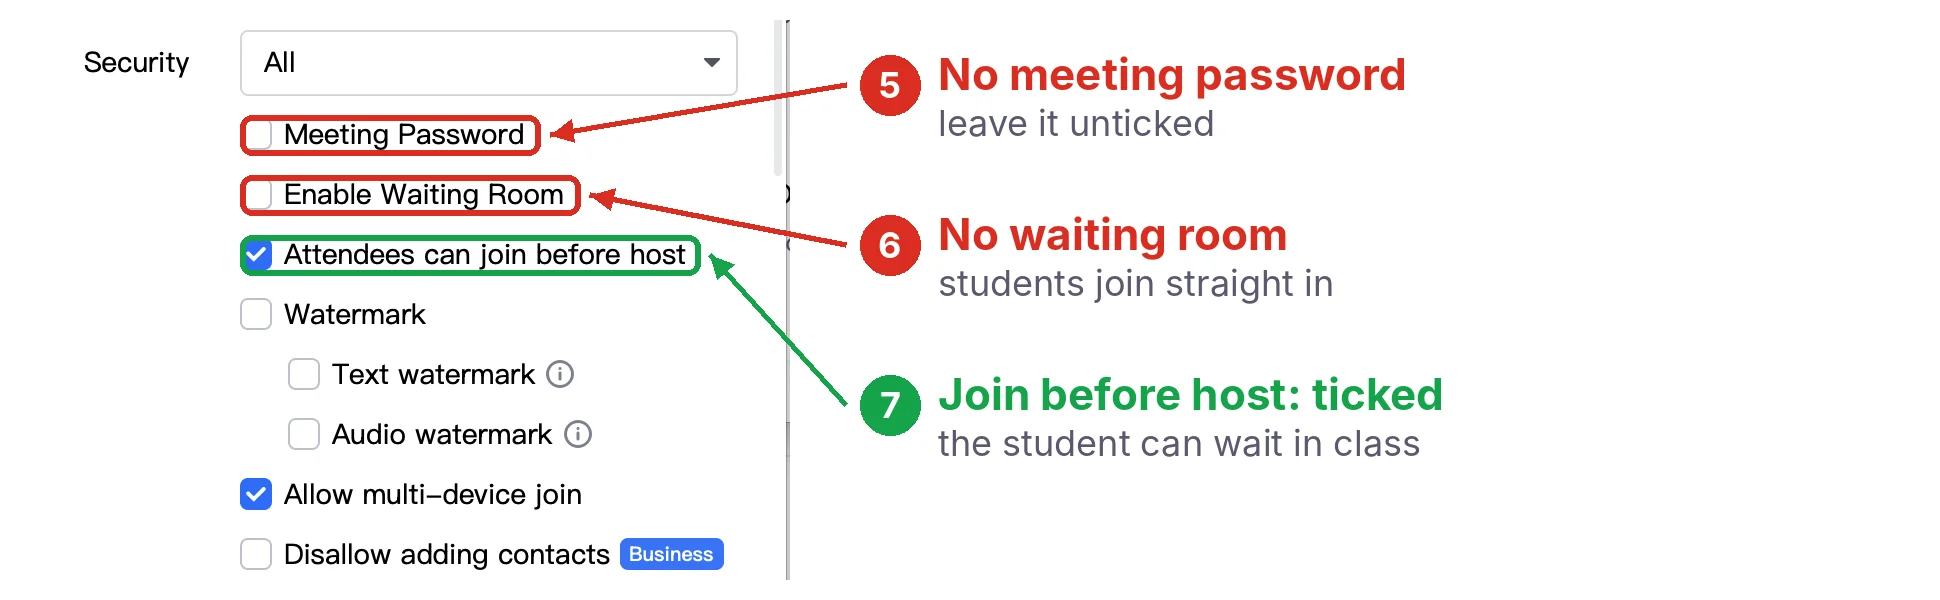 Security
All
Meeting Password
Enable Waiting Room
Attendees can join before host
Watermark
Text watermark
Audio watermark
Allow multi-device join
Disallow adding contacts Business
5 No meeting password
leave it unticked
6 No waiting room
students join straight in
7 Join before host: ticked
the student can wait in class